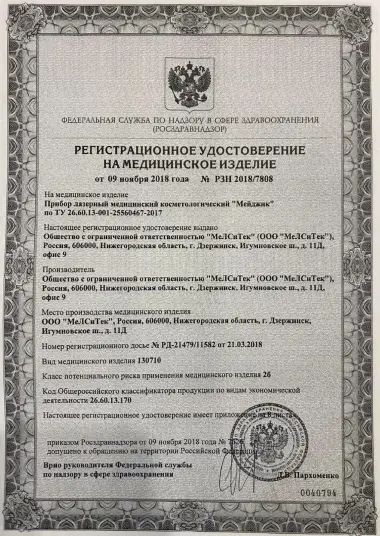 ФЕДЕРАЛЬНАЯ СЛУЖБА ПО НАДЗОРУ В СФЕРЕ ЗДРАВООХРАНЕНИЯ
(РОСЗДРАВНАДЗОР)
РЕГИСТРАЦИОННОЕ УДОСТОВЕРЕНИЕ
НА МЕДИЦИНСКОЕ ИЗДЕЛИЕ
от 09 ноября 2018 года № РЗН 2018/7808
На медицинское изделие
Прибор лазерный медицинский косметологический "Мейджик"
по ТУ 26.60.13-001-25560467-2017
Настоящее регистрационное удостоверение выдано
Общество с ограниченной ответственностью "МеЛСиТек" (ООО "МеЛСиТек"),
Россия, 606000, Нижегородская область, г. Дзержинск, Игумновское ш., д. 11Д,
офис 9
Производитель
Общество с ограниченной ответственностью "МеЛСиТек" (ООО "МеЛСиТек"),
Россия, 606000, Нижегородская область, г. Дзержинск, Игумновское ш., д. 11Д,
офис 9
Место производства медицинского изделия
ООО "МеЛСиТек", Россия, 606000, Нижегородская область, г. Дзержинск,
Игумновское ш., д. 11Д
Номер регистрационного досье № РД-21479/11582 от 21.03.2018
Вид медицинского изделия 130710
Класс потенциального риска применения медицинского изделия 2б
Код Общероссийского классификатора продукции по видам экономической
деятельности 26.60.13.170
Настоящее регистрационное удостоверение имеет приложение на листа
приказом Росздравнадзора от 09 ноября 2018 года №
допущено к обращению на территории Российской Федерации
Врио руководителя Федеральной службы
по надзору в сфере здравоохранения
Д.В. Пархоменко
0040794